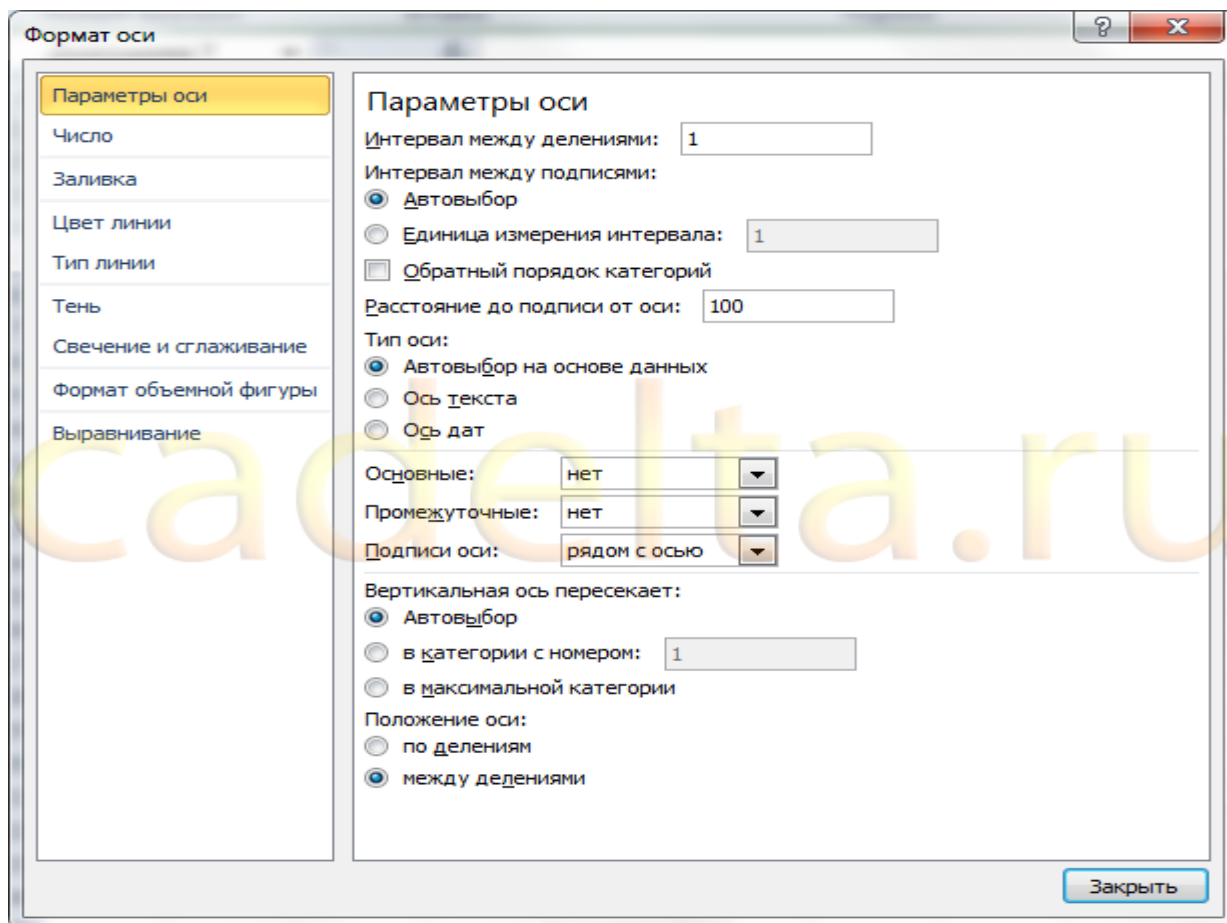 Формат оси
Параметры оси
Число
Заливка
Цвет линии
Тип линии
Тень
Свечение и сглаживание
Формат объемной фигуры
Выравнивание
Параметры оси
Интервал между делениями: 1
Интервал между подписями:
Автовыбор
Единица измерения интервала: 1
Обратный порядок категорий
Расстояние до подписи от оси: 100
Тип оси:
Автовыбор на основе данных
Ось текста
Ось дат
Основные: нет
Промежуточные: нет
Подписи оси: рядом с осью
Вертикальная ось пересекает:
Автовыбор
в категории с номером: 1
в максимальной категории
Положение оси:
по делениям
между делениями
Закрыть
cadelta.ru